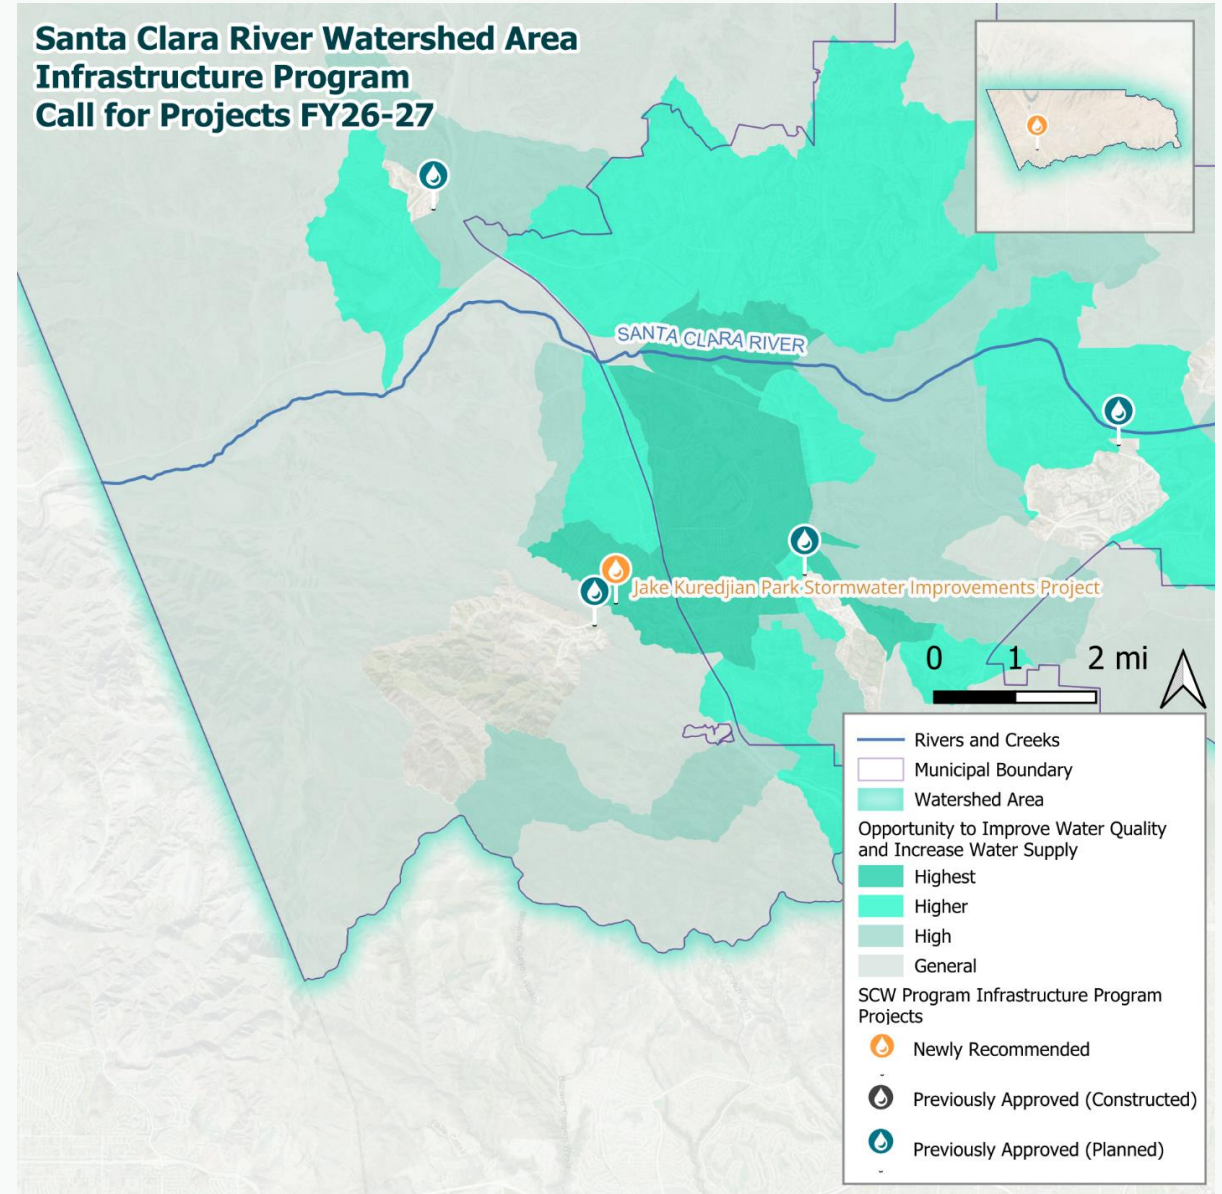 Santa Clara River Watershed Area
Infrastructure Program
Call for Projects FY26-27
SANTA CLARA RIVER
Jake Kuredjian Park Stormwater Improvements Project
0 1 2 mi
Rivers and Creeks
Municipal Boundary
Watershed Area
Opportunity to Improve Water Quality
and Increase Water Supply
Highest
Higher
High
General
SCW Program Infrastructure Program
Projects
Newly Recommended
Previously Approved (Constructed)
Previously Approved (Planned)